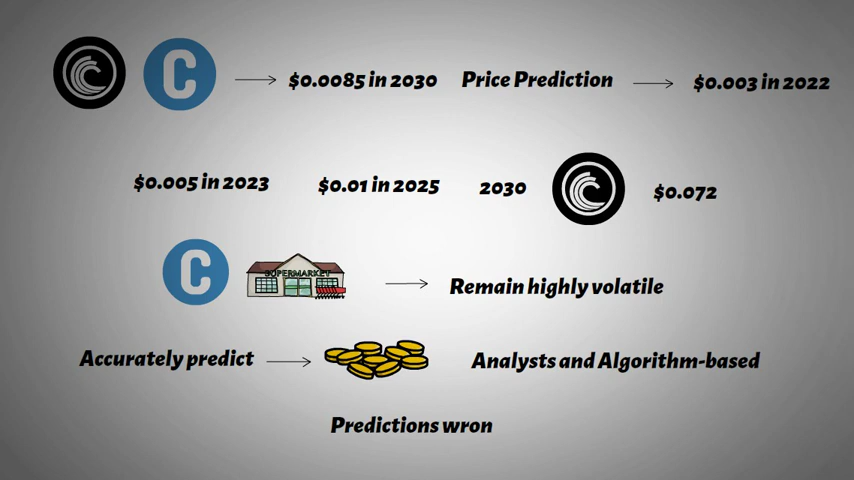 C $0.0085 in 2030 Price Prediction $0.003 in 2022
$0.005 in 2023 $0.01 in 2025 2030 $0.072
C SUPERMARKET Remain highly volatile
Accurately predict Analysts and Algorithm-based
Predictions wron